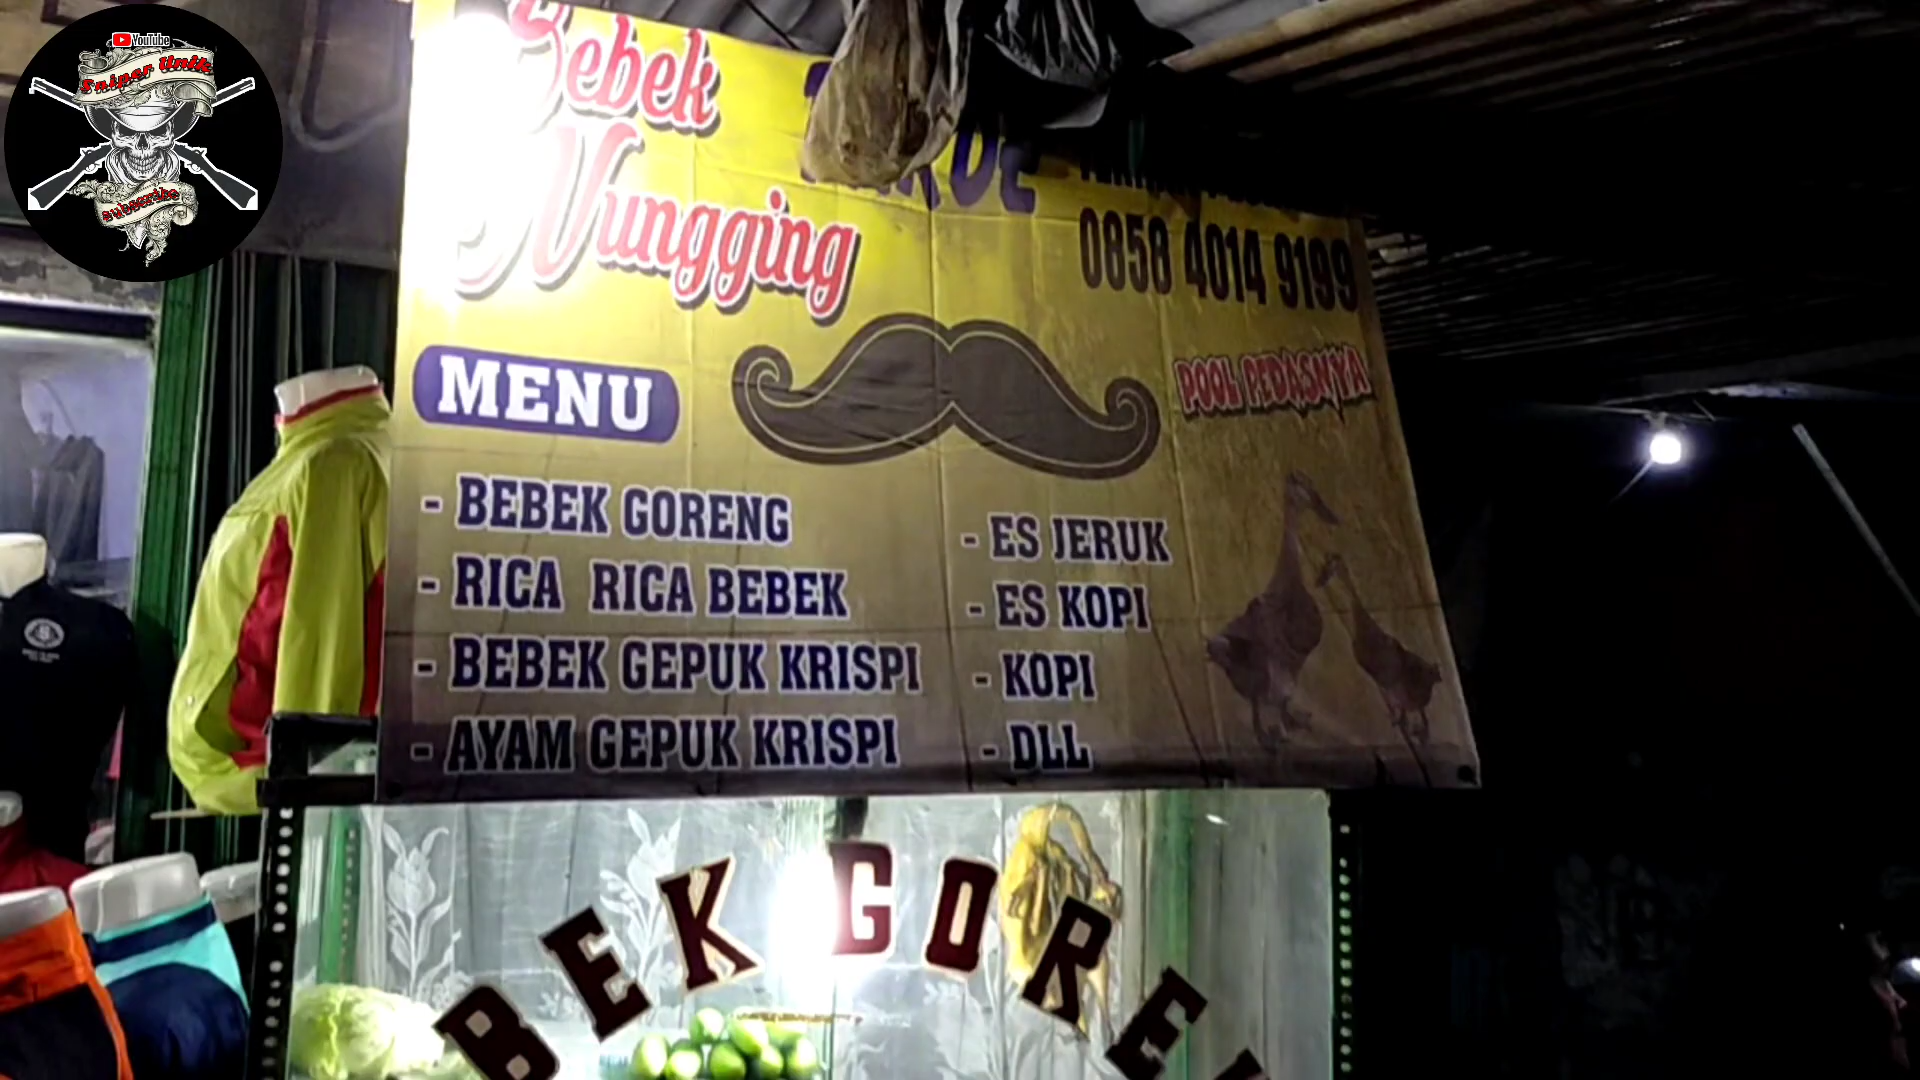 YouTube
Sniper Unik
subscribe
Bebek
Nungging
0858 4014 9199
MENU
POOL PEDASNYA
- BEBEK GORENG
- RICA RICA BEBEK
- BEBEK GEPUK KRISPI
- AYAM GEPUK KRISPI
- ES JERUK
- ES KOPI
- KOPI
- DLL
BEK GORE